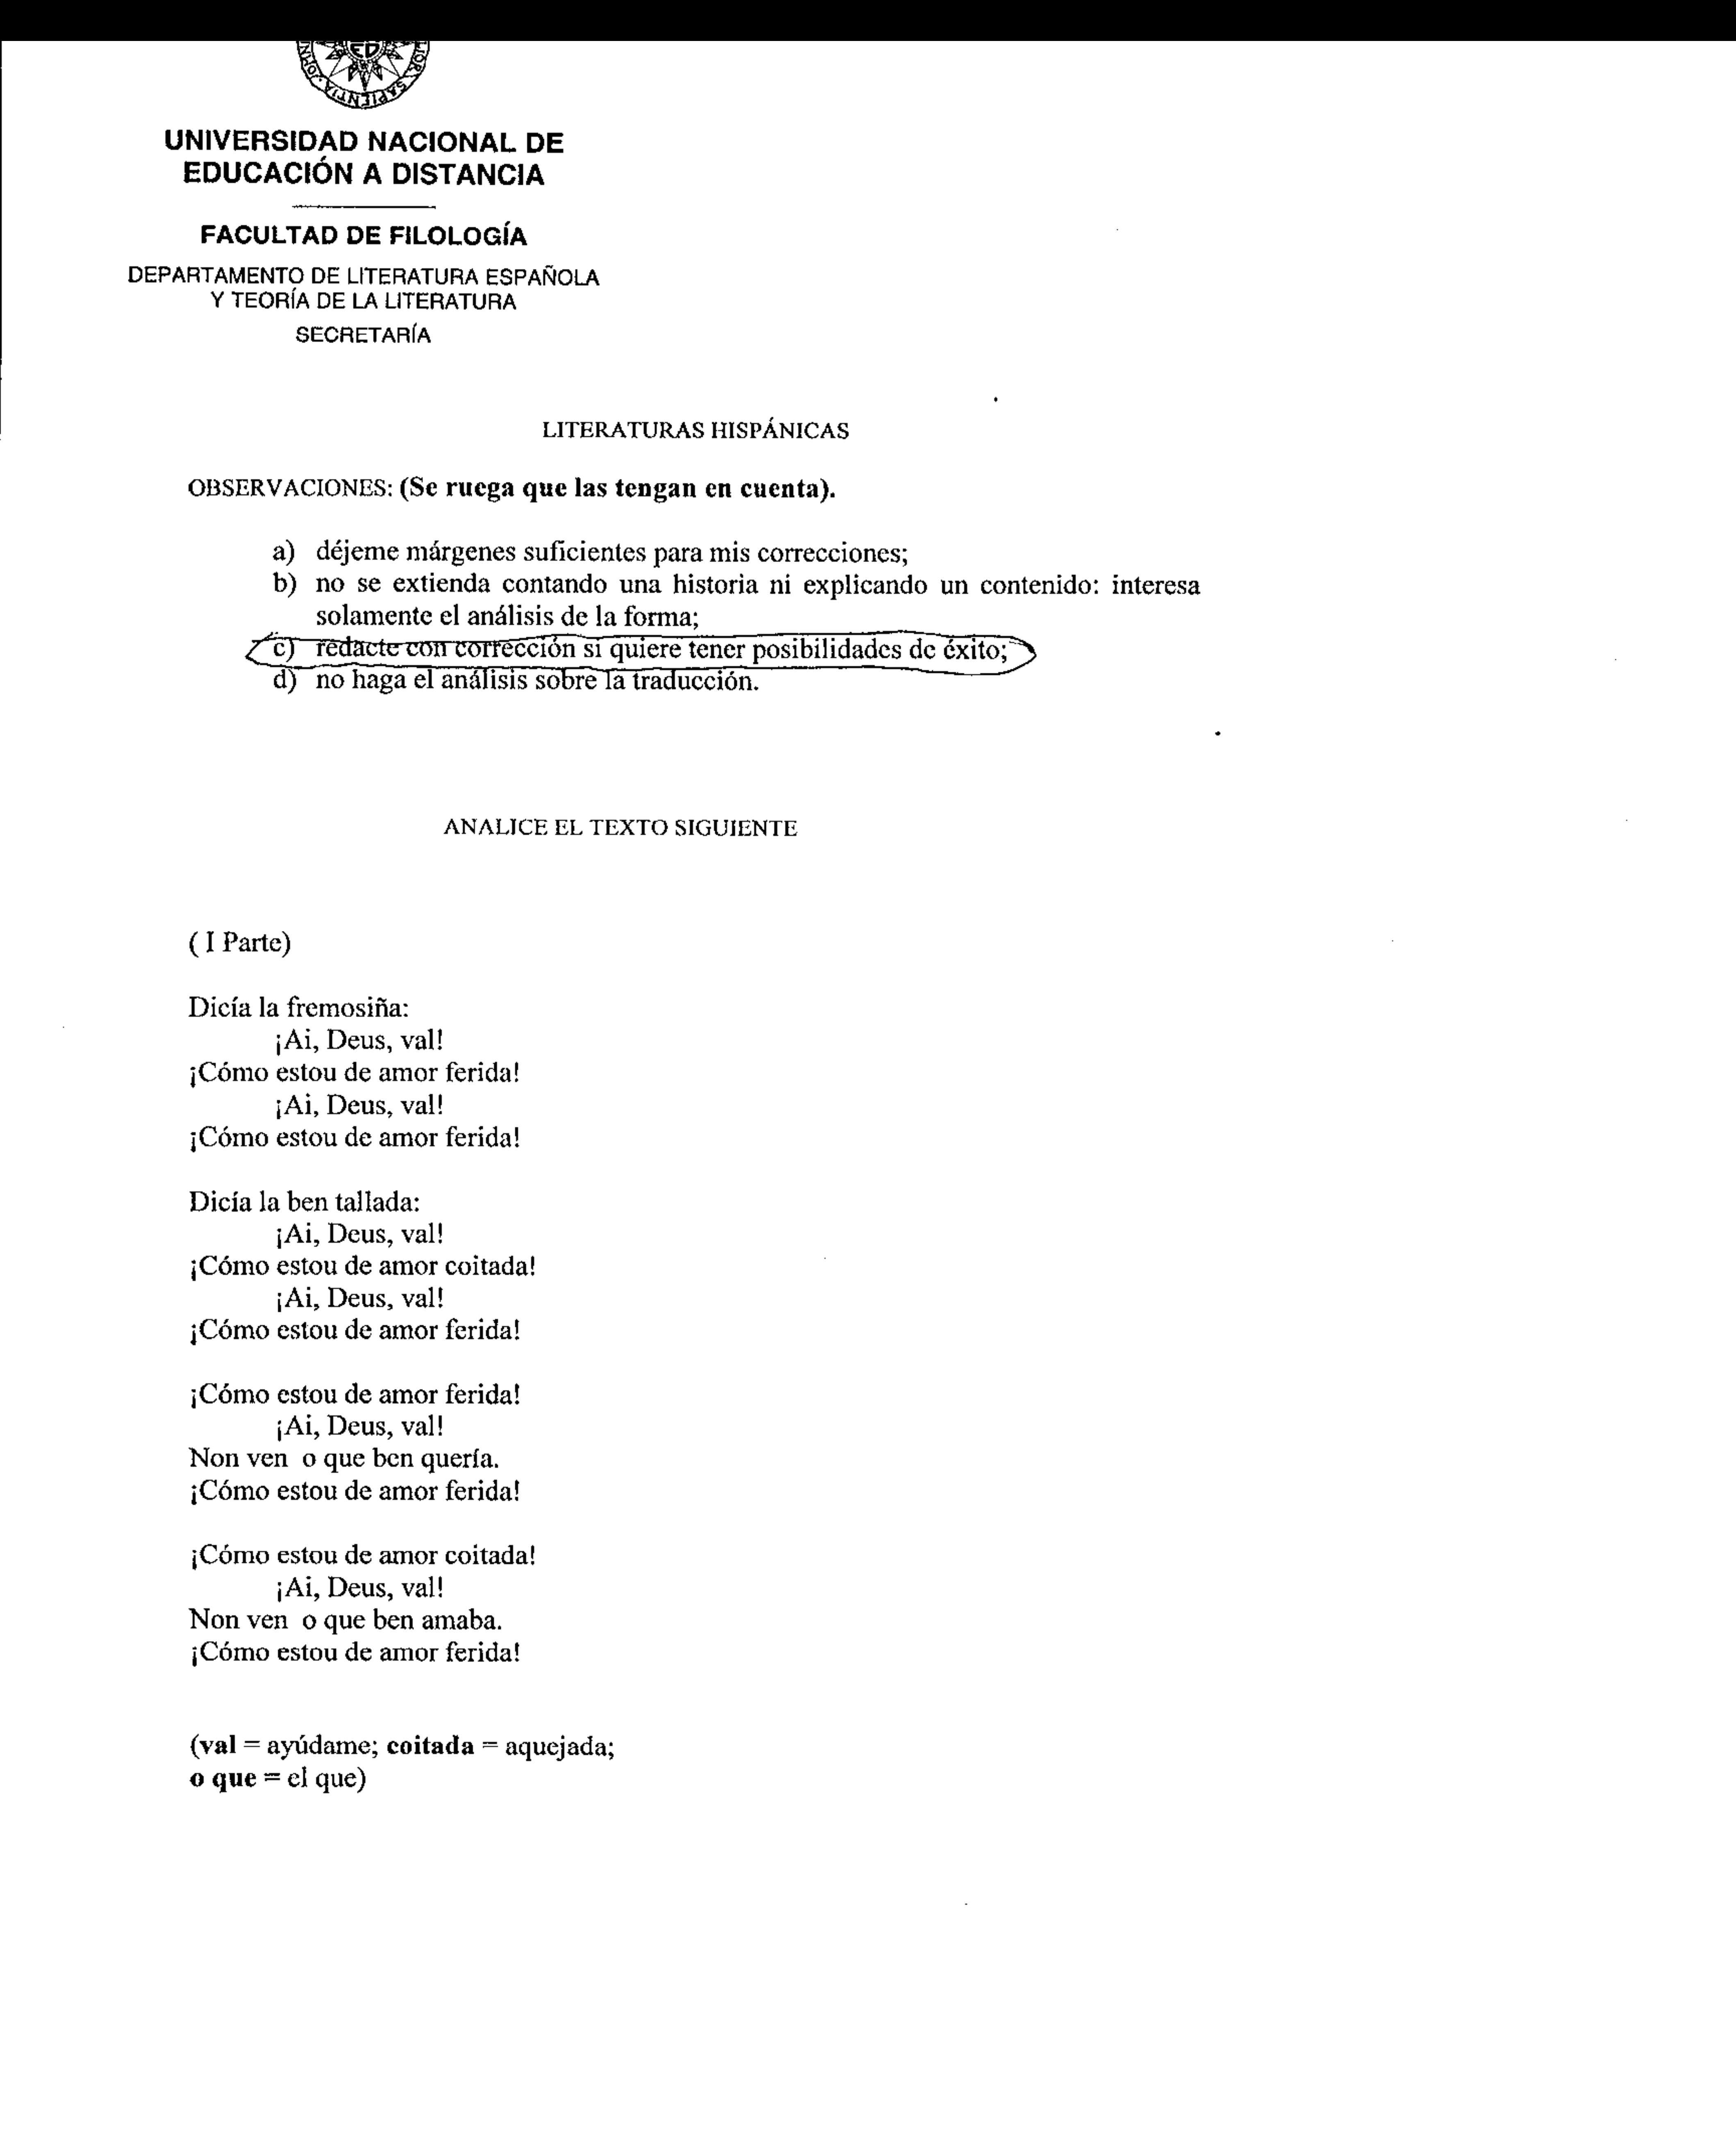 ED
OMNI
SAPIENTIA
UNIVERSIDAD NACIONAL DE
EDUCACIÓN A DISTANCIA
FACULTAD DE FILOLOGÍA
DEPARTAMENTO DE LITERATURA ESPAÑOLA
Y TEORÍA DE LA LITERATURA
SECRETARÍA
LITERATURAS HISPÁNICAS
OBSERVACIONES: (Se ruega que las tengan en cuenta).
a) déjeme márgenes suficientes para mis correcciones;
b) no se extienda contando una historia ni explicando un contenido: interesa
solamente el análisis de la forma;
c) redacte con corrección si quiere tener posibilidades de éxito;
d) no haga el análisis sobre la traducción.
ANALICE EL TEXTO SIGUIENTE
( I Parte)
Dicía la fremosiña:
¡Ai, Deus, val!
¡Cómo estou de amor ferida!
¡Ai, Deus, val!
¡Cómo estou de amor ferida!
Dicía la ben tallada:
¡Ai, Deus, val!
¡Cómo estou de amor coitada!
¡Ai, Deus, val!
¡Cómo estou de amor ferida!
¡Cómo estou de amor ferida!
¡Ai, Deus, val!
Non ven o que ben quería.
¡Cómo estou de amor ferida!
¡Cómo estou de amor coitada!
¡Ai, Deus, val!
Non ven o que ben amaba.
¡Cómo estou de amor ferida!
(val = ayúdame; coitada = aquejada;
o que = el que)